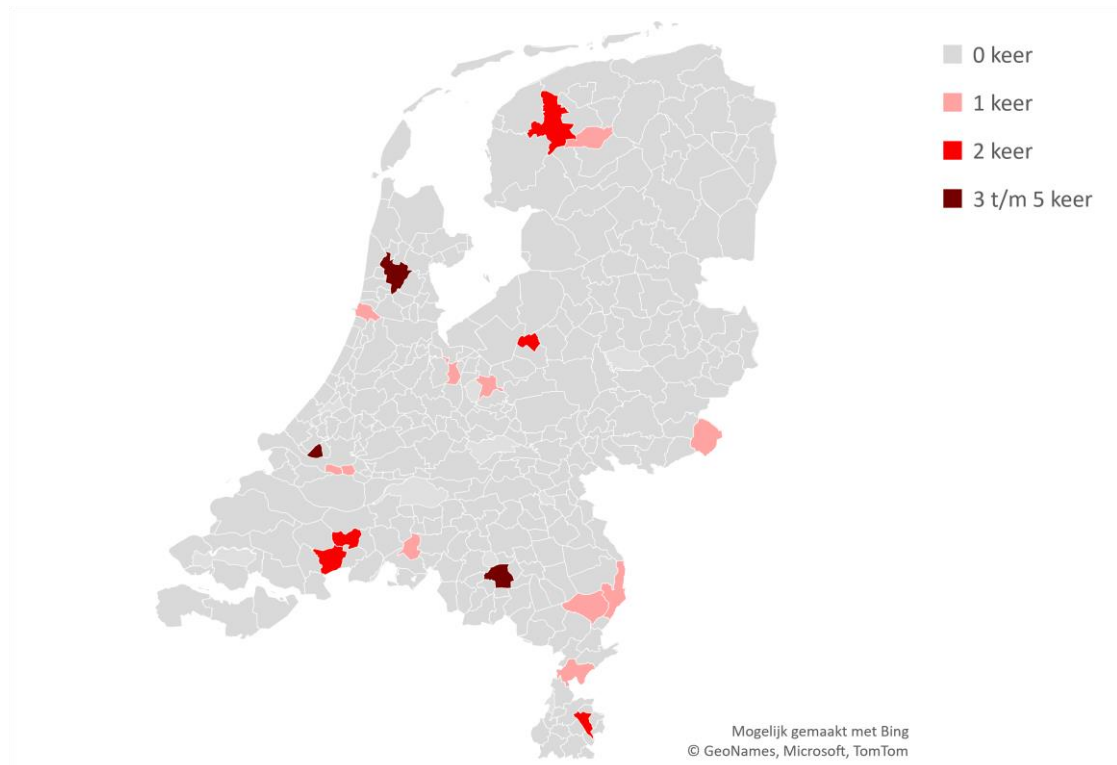 0 keer
1 keer
2 keer
3 t/m 5 keer
Mogelijk gemaakt met Bing
© GeoNames, Microsoft, TomTom